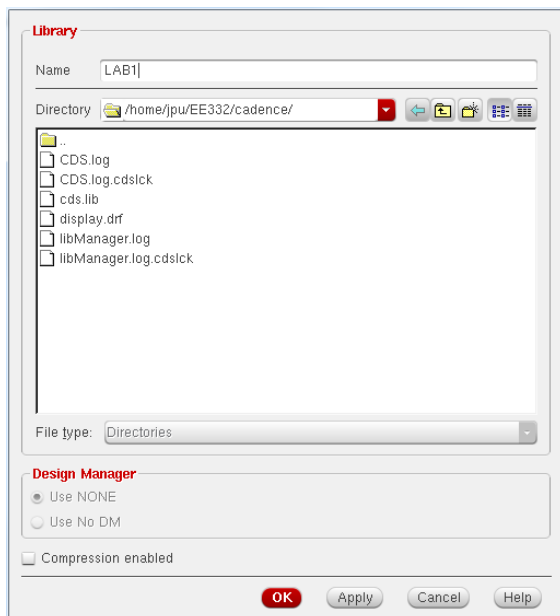 Library
Name LAB1
Directory /home/jpu/EE332/cadence/
..
CDS.log
CDS.log.cdslck
cds.lib
display.drf
libManager.log
libManager.log.cdslck
File type: Directories
Design Manager
Use NONE
Use No DM
Compression enabled
OK Apply Cancel Help